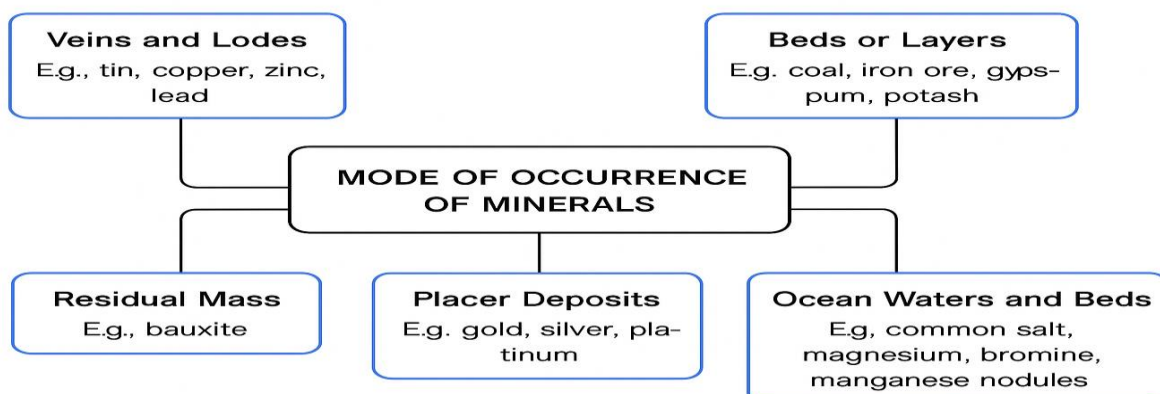 Veins and Lodes
E.g., tin, copper, zinc,
lead
Beds or Layers
E.g. coal, iron ore, gyps-
pum, potash
MODE OF OCCURRENCE
OF MINERALS
Residual Mass
E.g., bauxite
Placer Deposits
E.g. gold, silver, pla-
tinum
Ocean Waters and Beds
E.g, common salt,
magnesium, bromine,
manganese nodules